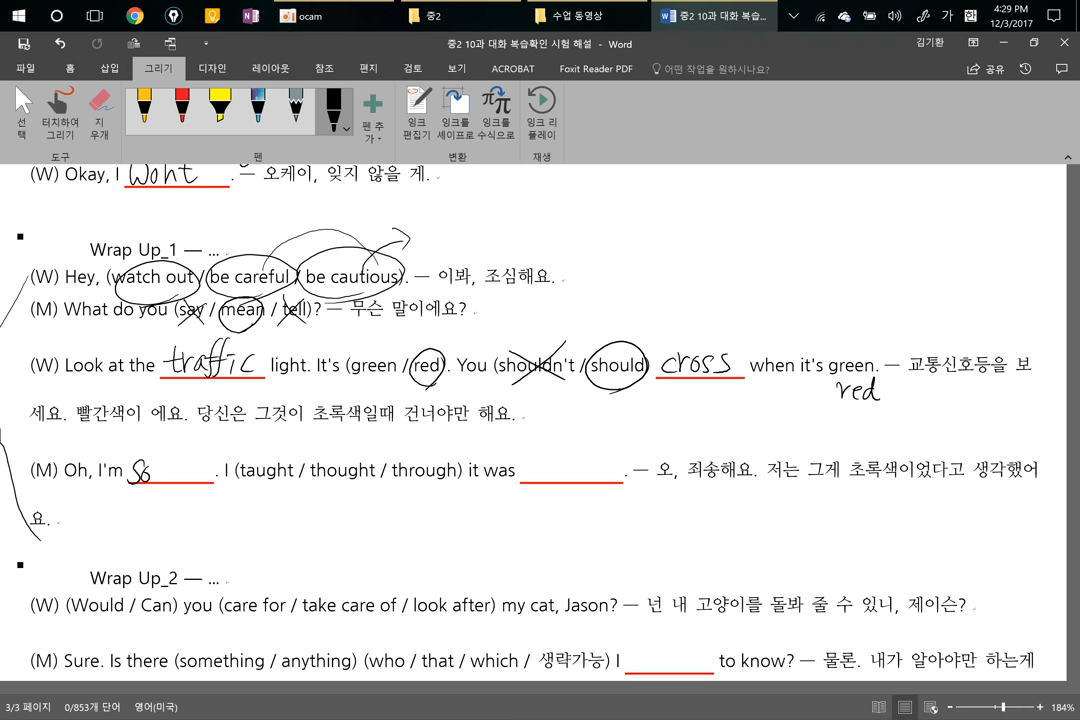 ocam
중2
수업 동영상
중2 10과 대화 복습...
가
한
4:29 PM
12/3/2017
중2 10과 대화 복습확인 시험 해설 - Word
김기환
파일 홈 삽입 그리기 디자인 레이아웃 참조 편지 검토 보기 ACROBAT Foxit Reader PDF 어떤 작업을 원하시나요? 공유
선택
터치하여 그리기
지우개
펜 추가
잉크 편집기
잉크를 셰이프로
잉크를 수식으로
잉크 리플레이
도구 펜 변환 재생
(W) Okay, I Wont. — 오케이, 잊지 않을 게.
Wrap Up_1 — ...
(W) Hey, (watch out / be careful / be cautious). — 이봐, 조심해요.
(M) What do you (say / mean / tell)? — 무슨 말이에요?
(W) Look at the traffic light. It's (green / red). You (shouldn't / should) cross when it's green. — 교통신호등을 보
red
세요. 빨간색이 에요. 당신은 그것이 초록색일때 건너야만 해요.
(M) Oh, I'm So. I (taught / thought / through) it was . — 오, 죄송해요. 저는 그게 초록색이었다고 생각했어
요.
Wrap Up_2 — ...
(W) (Would / Can) you (care for / take care of / look after) my cat, Jason? — 넌 내 고양이를 돌봐 줄 수 있니, 제이슨?
(M) Sure. Is there (something / anything) (who / that / which / 생략가능) I to know? — 물론. 내가 알아야만 하는게
3/3 페이지 0/853개 단어 영어(미국)
184%